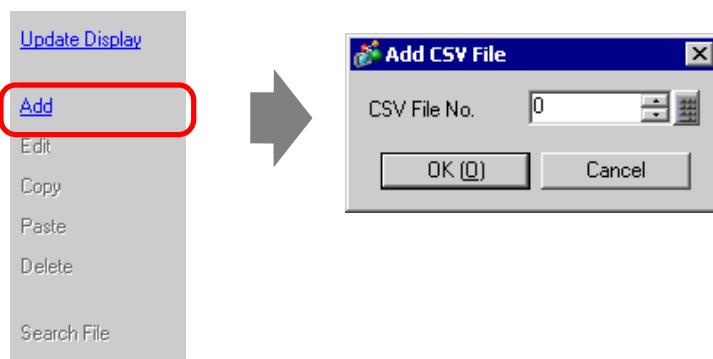 Update Display
Add
Edit
Copy
Paste
Delete
Search File
Add CSV File
CSV File No.
0
OK (O)
Cancel